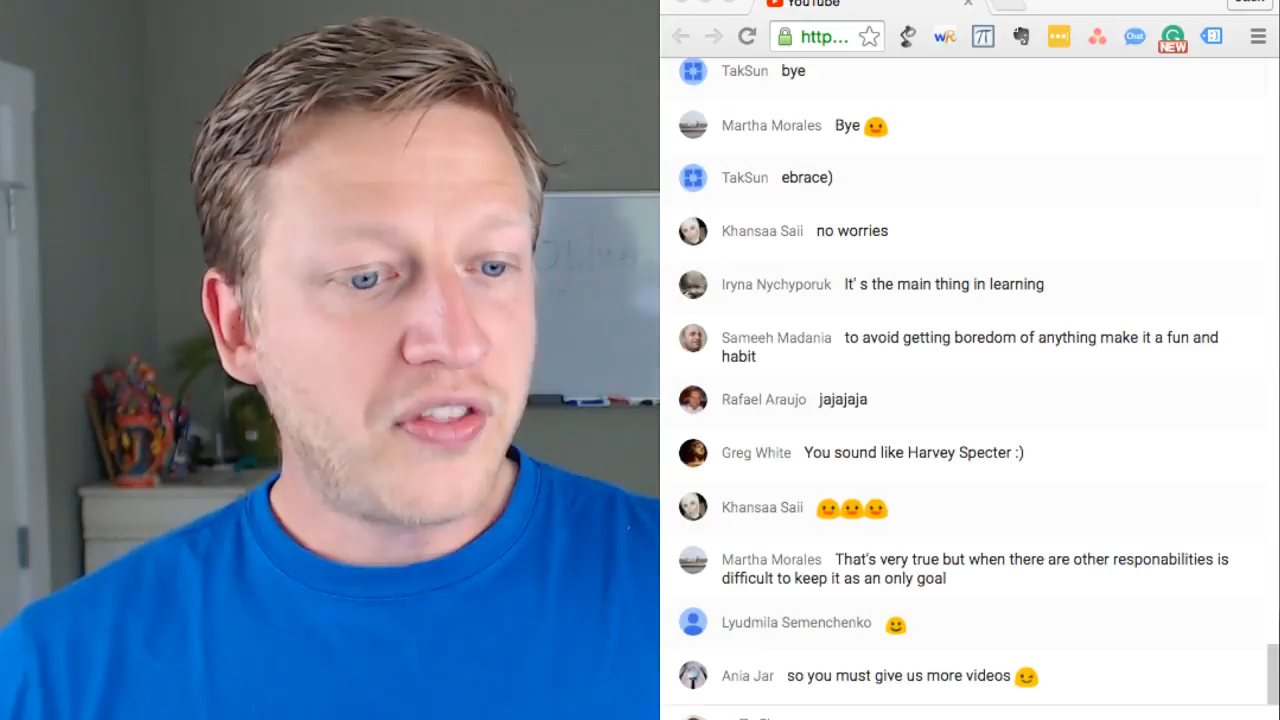 YouTube
http...
wR
π
Chat
NEW
TakSun bye
Martha Morales Bye
TakSun ebrace)
Khansaa Saii no worries
Iryna Nychyporuk It' s the main thing in learning
Sameeh Madania to avoid getting boredom of anything make it a fun and
habit
Rafael Araujo jajajaja
Greg White You sound like Harvey Specter :)
Khansaa Saii
Martha Morales That's very true but when there are other responabilities is
difficult to keep it as an only goal
Lyudmila Semenchenko
Ania Jar so you must give us more videos